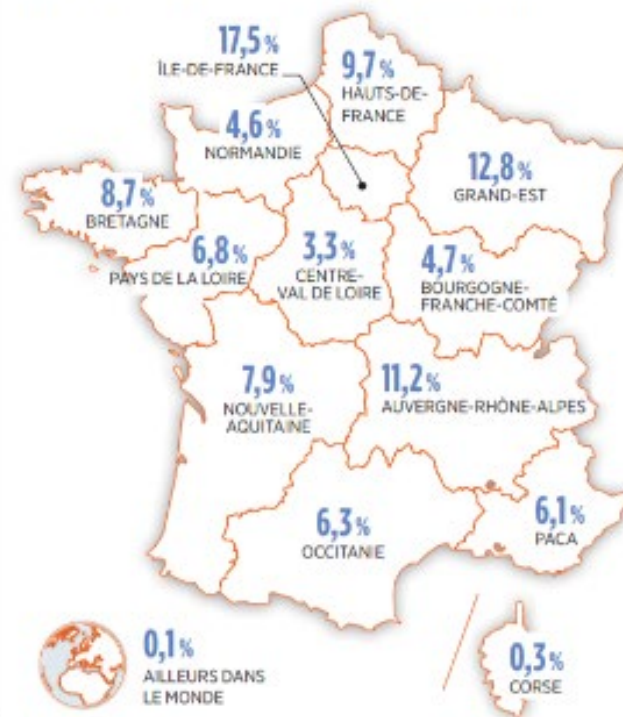 17,5 %
ÎLE-DE-FRANCE
9,7 %
HAUTS-DE-
FRANCE
4,6 %
NORMANDIE
12,8 %
GRAND-EST
8,7 %
BRETAGNE
6,8 %
PAYS DE LA LOIRE
3,3 %
CENTRE-
VAL DE LOIRE
4,7 %
BOURGOGNE-
FRANCHE-COMTÉ
7,9 %
NOUVELLE-
AQUITAINE
11,2 %
AUVERGNE-RHÔNE-ALPES
6,3 %
OCCITANIE
6,1 %
PACA
0,1 %
AILLEURS DANS
LE MONDE
0,3 %
CORSE